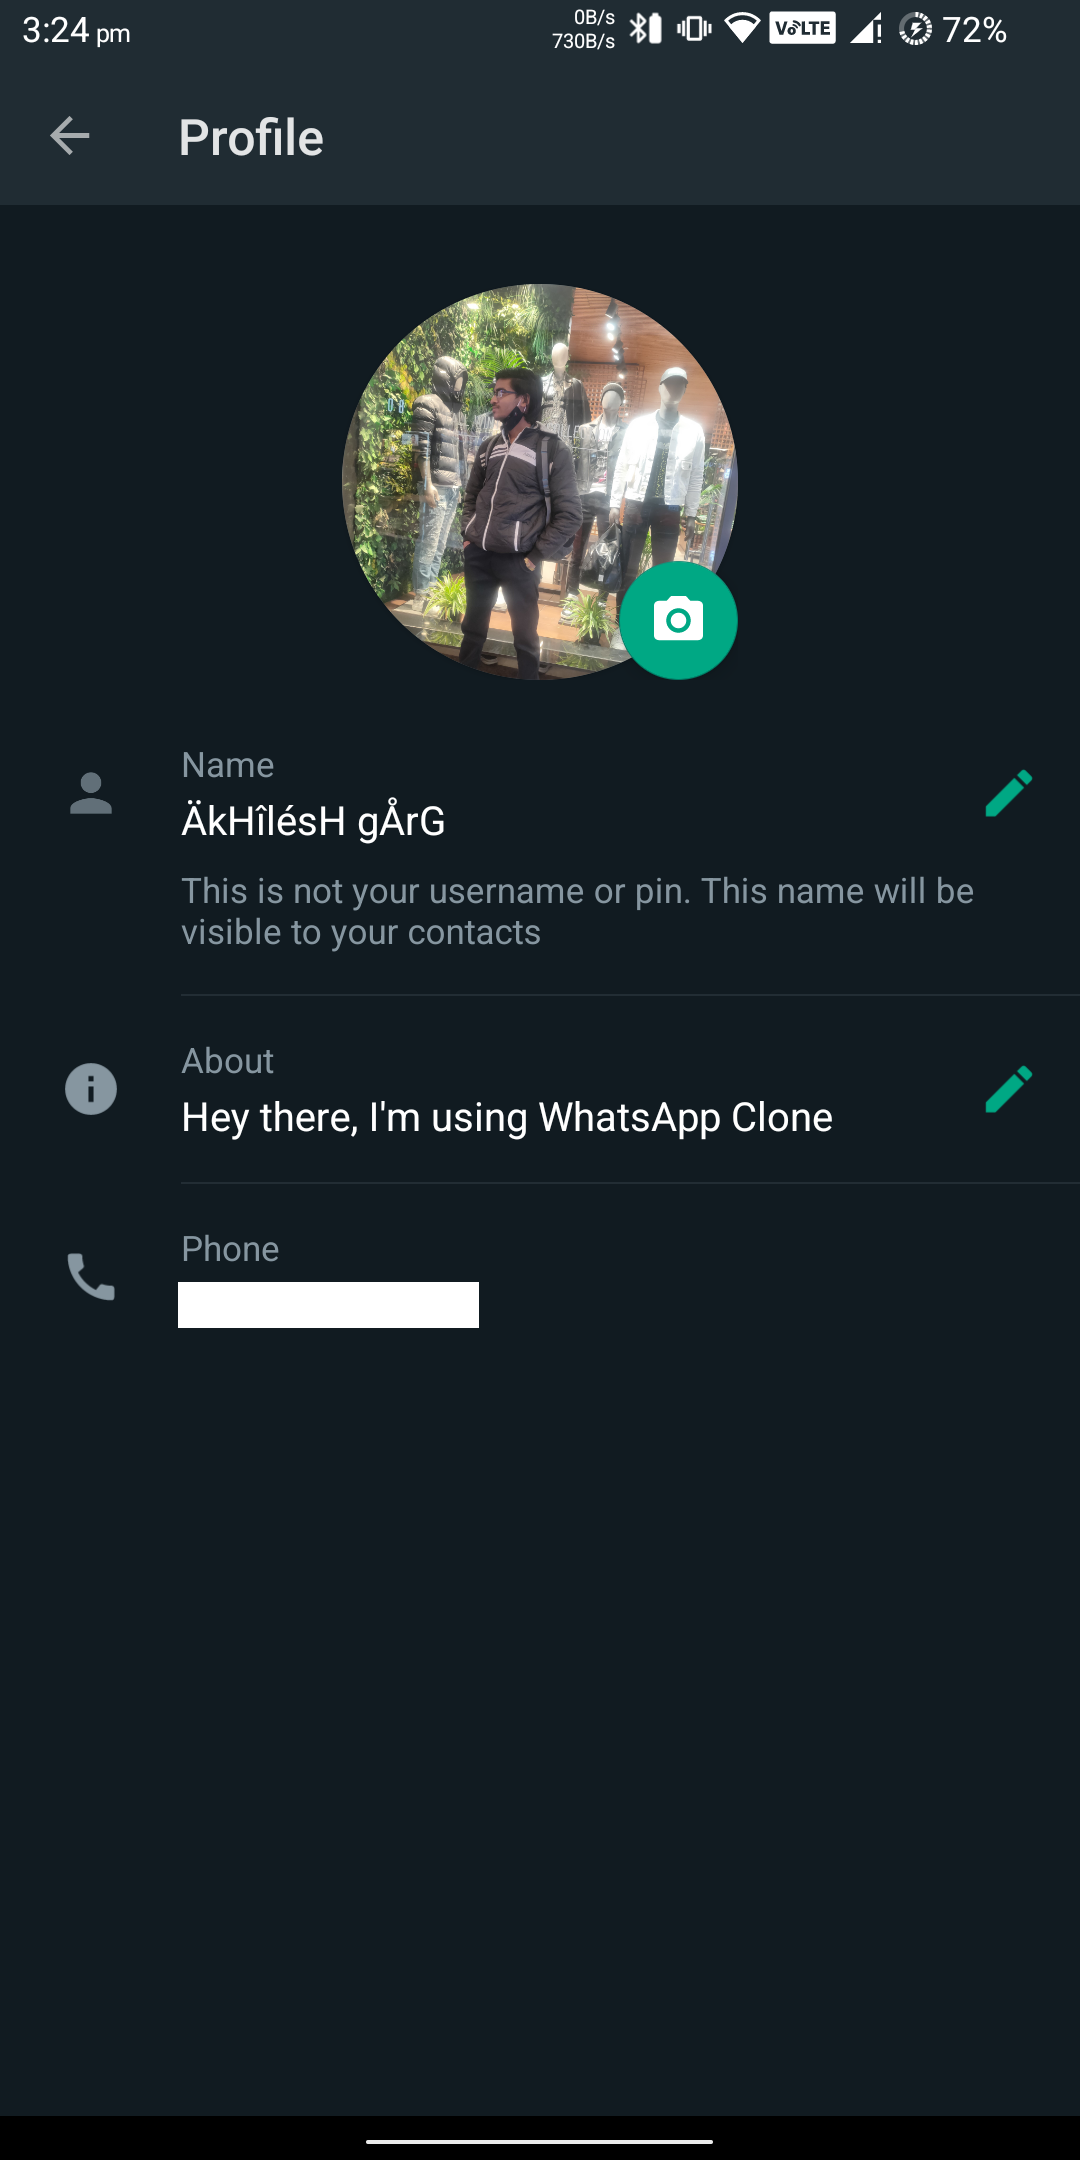 3:24 pm
0B/s
730B/s
VoLTE
72%
Profile
Name
ÄkHîlésH gÅrG
This is not your username or pin. This name will be
visible to your contacts
About
Hey there, I'm using WhatsApp Clone
Phone